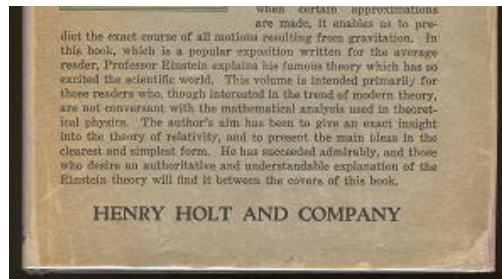 when certain approximations
are made, it enables us to pre-
dict the exact course of all motions resulting from gravitation. In
this book, which is a popular exposition written for the average
reader, Professor Einstein explains his famous theory which has so
excited the scientific world. This volume is intended primarily for
those readers who, though interested in the trend of modern theory,
are not conversant with the mathematical analysis used in theoret-
ical physics. The author's aim has been to give an exact insight
into the theory of relativity, and to present the main ideas in the
clearest and simplest form. He has succeeded admirably, and those
who desire an authoritative and understandable explanation of the
Einstein theory will find it between the covers of this book.
HENRY HOLT AND COMPANY